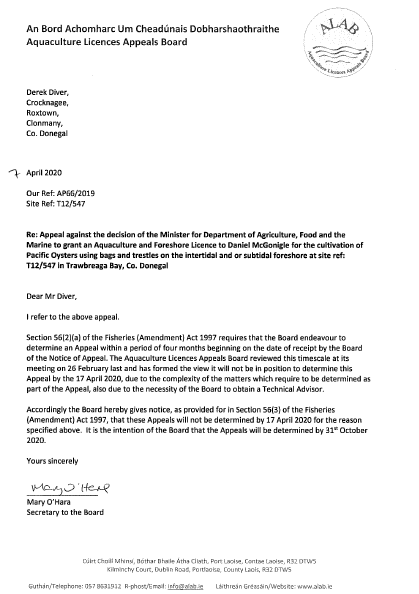 An Bord Achomharc Um Cheadúnais Dobharshaothraithe
Aquaculture Licences Appeals Board
ALAB
Aquaculture Licences Appeals Board
Derek Diver,
Crocknagee,
Roxtown,
Clonmany,
Co. Donegal
7 April 2020
Our Ref: AP66/2019
Site Ref: T12/547
Re: Appeal against the decision of the Minister for Department of Agriculture, Food and the
Marine to grant an Aquaculture and Foreshore Licence to Daniel McGonigle for the cultivation of
Pacific Oysters using bags and trestles on the intertidal and or subtidal foreshore at site ref:
T12/547 in Trawbreaga Bay, Co. Donegal
Dear Mr Diver,
I refer to the above appeal.
Section 56(2)(a) of the Fisheries (Amendment) Act 1997 requires that the Board endeavour to
determine an Appeal within a period of four months beginning on the date of receipt by the Board
of the Notice of Appeal. The Aquaculture Licences Appeals Board reviewed this timescale at its
meeting on 26 February last and has formed the view it will not be in position to determine this
Appeal by the 17 April 2020, due to the complexity of the matters which require to be determined as
part of the Appeal, also due to the necessity of the Board to obtain a Technical Advisor.
Accordingly the Board hereby gives notice, as provided for in Section 56(3) of the Fisheries
(Amendment) Act 1997, that these Appeals will not be determined by 17 April 2020 for the reason
specified above. It is the intention of the Board that the Appeals will be determined by 31st October
2020.
Yours sincerely
Mary O'Hara
Mary O'Hara
Secretary to the Board
Cúirt Choill Mhinsí, Bóthar Bhaile Átha Cliath, Port Laoise, Contae Laoise, R32 DTW5
Kilminchy Court, Dublin Road, Portlaoise, County Laois, R32 DTW5
Guthán/Telephone: 057 8631912 R-phost/Email: info@alab.ie Láithreán Gréasáin/Website: www.alab.ie